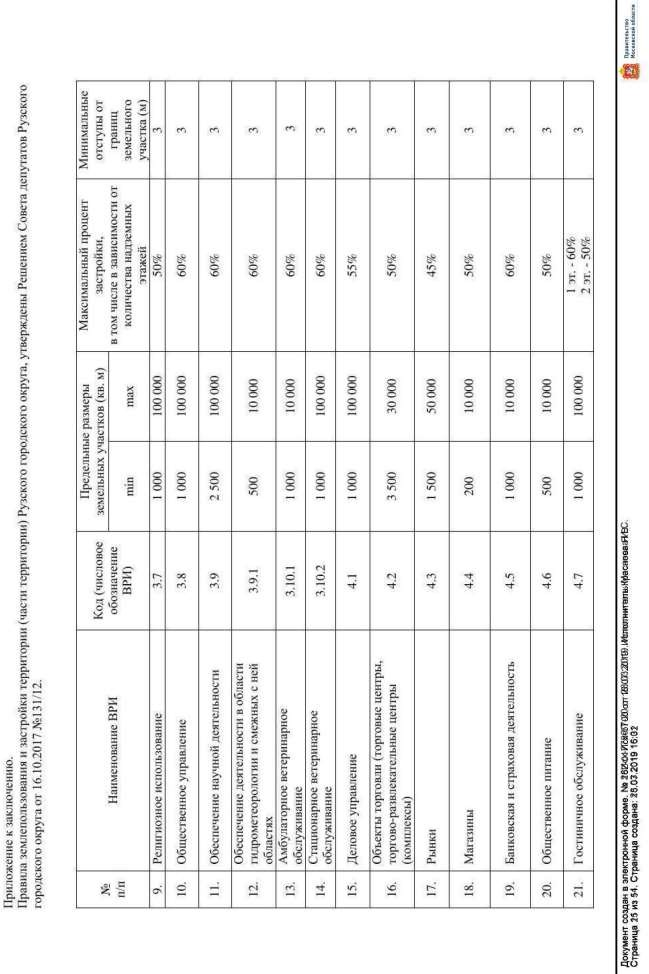 Приложение к заключению.
Правила землепользования и застройки территории (части территории) Рузского городского округа, утверждены Решением Совета депутатов Рузского
городского округа от 16.10.2017 №131/12.
№ п/п | Наименование ВРИ | Код (числовое обозначение ВРИ) | Предельные размеры земельных участков (кв. м) | Максимальный процент застройки, в том числе в зависимости от количества надземных этажей | Минимальные отступы от границ земельного участка (м)
min | max
9. | Религиозное использование | 3.7 | 1 000 | 100 000 | 50% | 3
10. | Общественное управление | 3.8 | 1 000 | 100 000 | 60% | 3
11. | Обеспечение научной деятельности | 3.9 | 2 500 | 100 000 | 60% | 3
12. | Обеспечение деятельности в области гидрометеорологии и смежных с ней областях | 3.9.1 | 500 | 10 000 | 60% | 3
13. | Амбулаторное ветеринарное обслуживание | 3.10.1 | 1 000 | 10 000 | 60% | 3
14. | Стационарное ветеринарное обслуживание | 3.10.2 | 1 000 | 100 000 | 60% | 3
15. | Деловое управление | 4.1 | 1 000 | 100 000 | 55% | 3
16. | Объекты торговли (торговые центры, торгово-развлекательные центры (комплексы) | 4.2 | 3 500 | 30 000 | 50% | 3
17. | Рынки | 4.3 | 1 500 | 50 000 | 45% | 3
18. | Магазины | 4.4 | 200 | 10 000 | 50% | 3
19. | Банковская и страховая деятельность | 4.5 | 1 000 | 10 000 | 60% | 3
20. | Общественное питание | 4.6 | 500 | 10 000 | 50% | 3
21. | Гостиничное обслуживание | 4.7 | 1 000 | 100 000 | 1 эт. - 60% 2 эт. - 50% | 3
Документ создан в электронной форме. №
Страница 25 из 54. Страница создана: 16:02
Правительство
Московской области